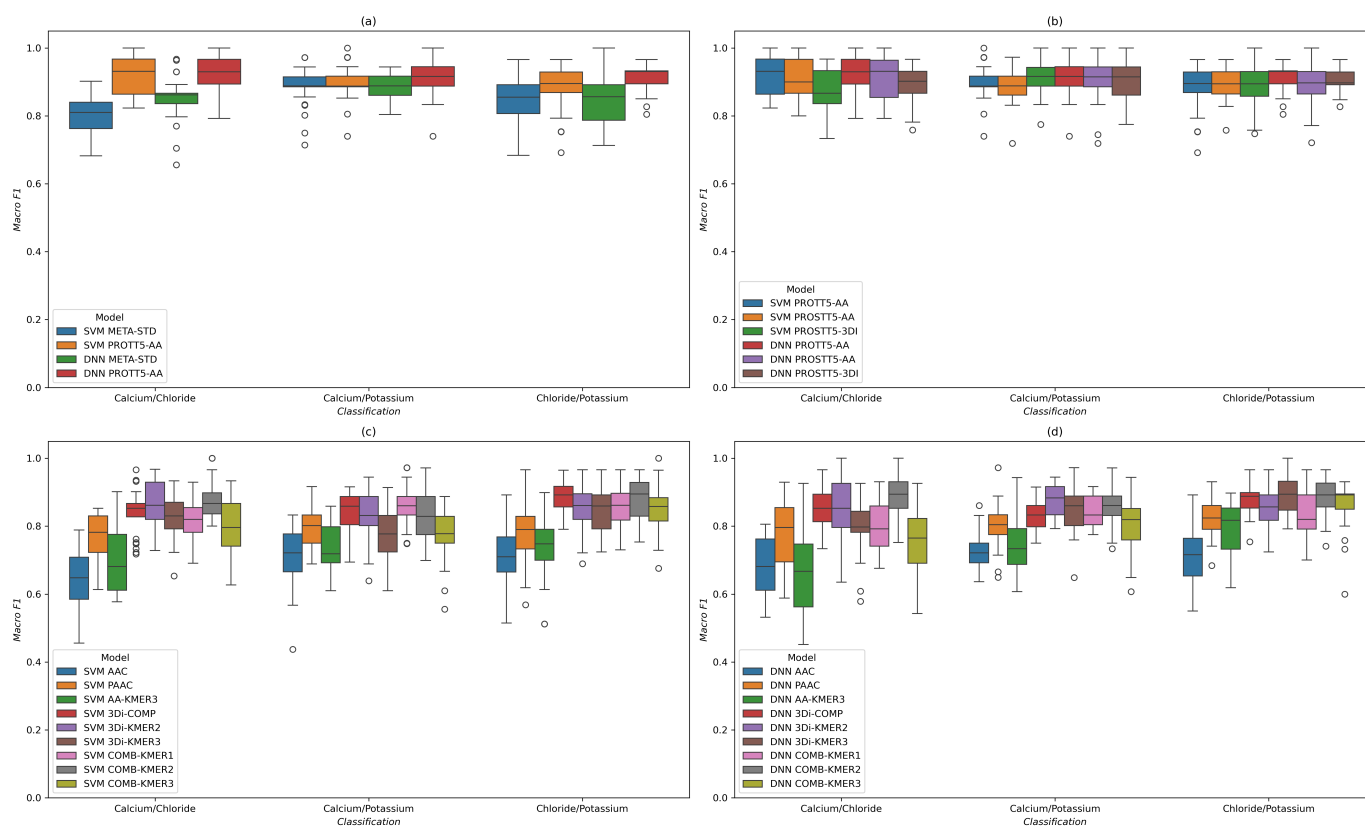 (a)
1.0
0.8
0.6
0.4
0.2
0.0
Macro F1
Model
SVM META-STD
SVM PROTT5-AA
DNN META-STD
DNN PROTT5-AA
Calcium/Chloride
Calcium/Potassium
Chloride/Potassium
Classification
(b)
1.0
0.8
0.6
0.4
0.2
0.0
Macro F1
Model
SVM PROTT5-AA
SVM PROSTT5-AA
SVM PROSTT5-3DI
DNN PROTT5-AA
DNN PROSTT5-AA
DNN PROSTT5-3DI
Calcium/Chloride
Calcium/Potassium
Chloride/Potassium
Classification
(c)
1.0
0.8
0.6
0.4
0.2
0.0
Macro F1
Model
SVM AAC
SVM PAAC
SVM AA-KMER3
SVM 3Di-COMP
SVM 3Di-KMER2
SVM 3Di-KMER3
SVM COMB-KMER1
SVM COMB-KMER2
SVM COMB-KMER3
Calcium/Chloride
Calcium/Potassium
Chloride/Potassium
Classification
(d)
1.0
0.8
0.6
0.4
0.2
0.0
Macro F1
Model
DNN AAC
DNN PAAC
DNN AA-KMER3
DNN 3Di-COMP
DNN 3Di-KMER2
DNN 3Di-KMER3
DNN COMB-KMER1
DNN COMB-KMER2
DNN COMB-KMER3
Calcium/Chloride
Calcium/Potassium
Chloride/Potassium
Classification